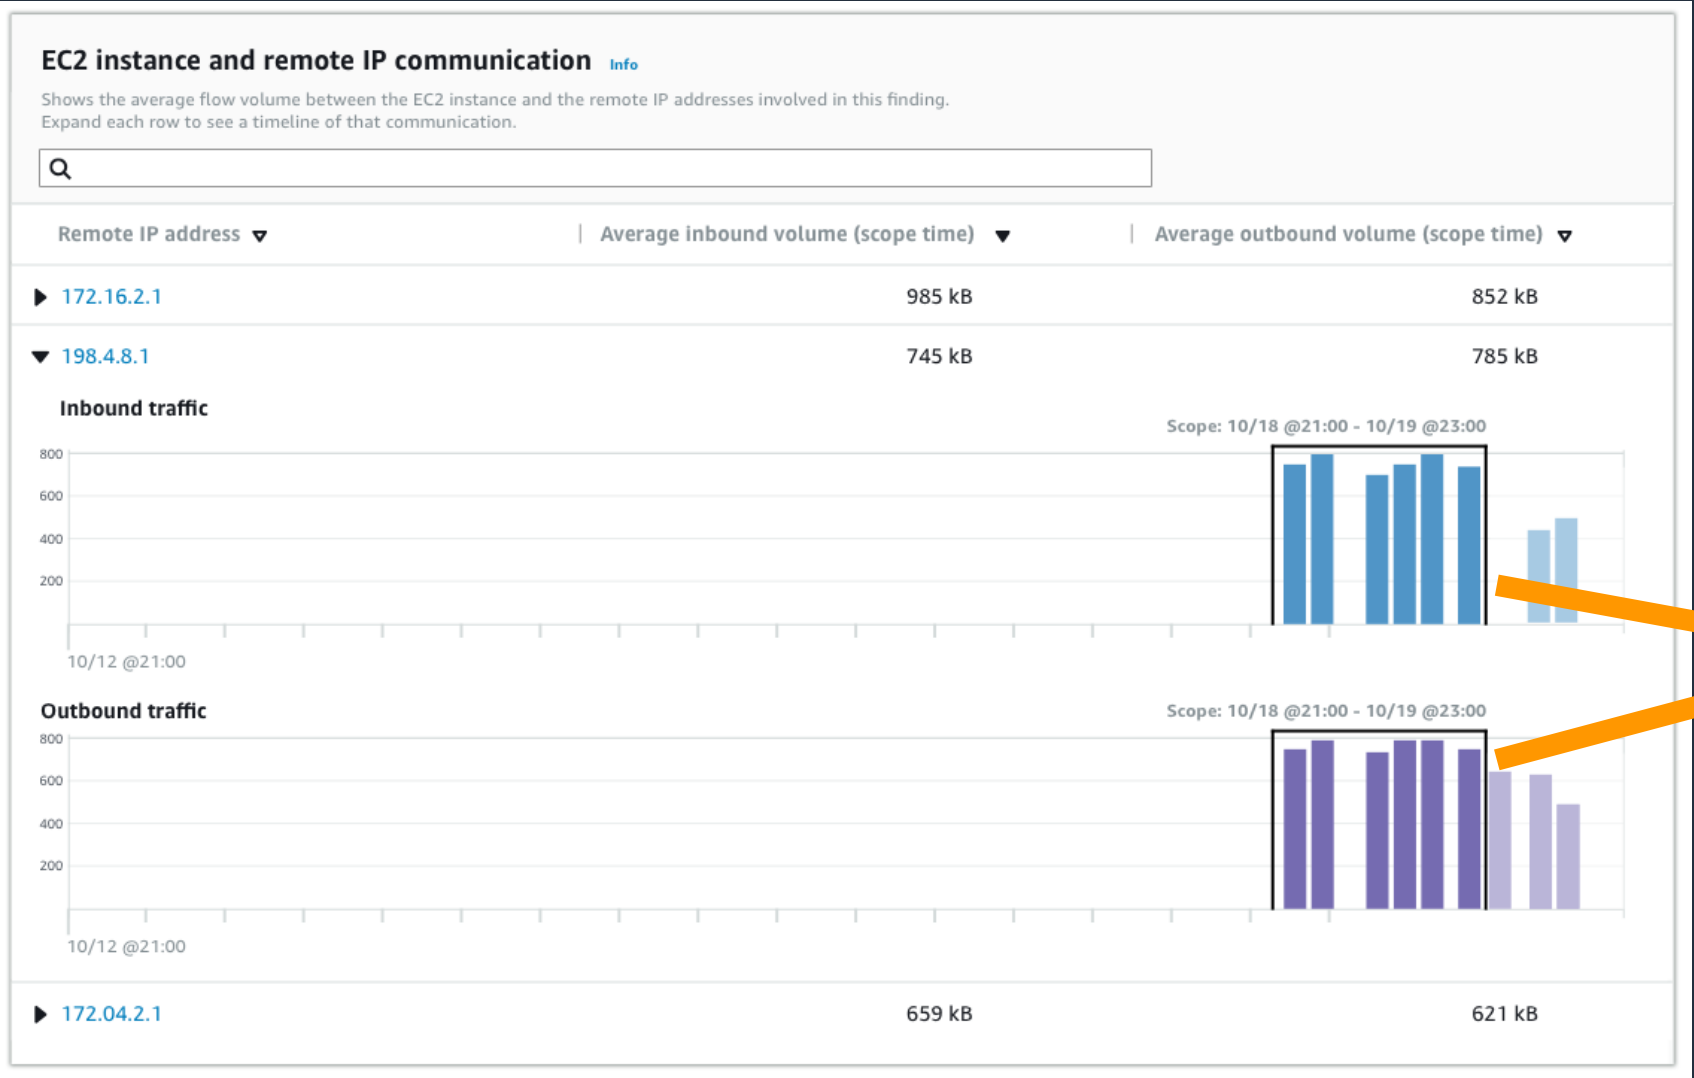 EC2 instance and remote IP communication Info
Shows the average flow volume between the EC2 instance and the remote IP addresses involved in this finding.
Expand each row to see a timeline of that communication.
Remote IP address | Average inbound volume (scope time) | Average outbound volume (scope time)
172.16.2.1 985 kB 852 kB
198.4.8.1 745 kB 785 kB
Inbound traffic
Scope: 10/18 @21:00 - 10/19 @23:00
800
600
400
200
10/12 @21:00
Outbound traffic
Scope: 10/18 @21:00 - 10/19 @23:00
800
600
400
200
10/12 @21:00
172.04.2.1 659 kB 621 kB